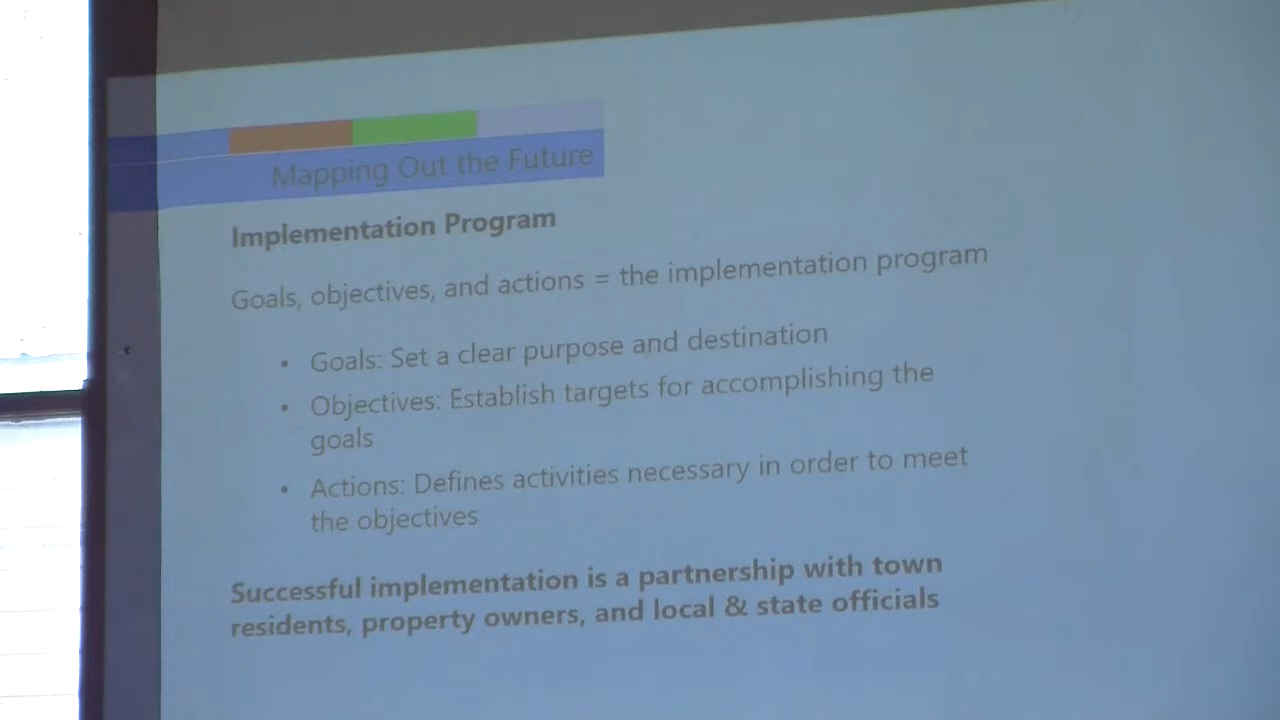 Mapping Out the Future
Implementation Program
Goals, objectives, and actions = the implementation program
• Goals: Set a clear purpose and destination
• Objectives: Establish targets for accomplishing the
goals
• Actions: Defines activities necessary in order to meet
the objectives
Successful implementation is a partnership with town
residents, property owners, and local & state officials